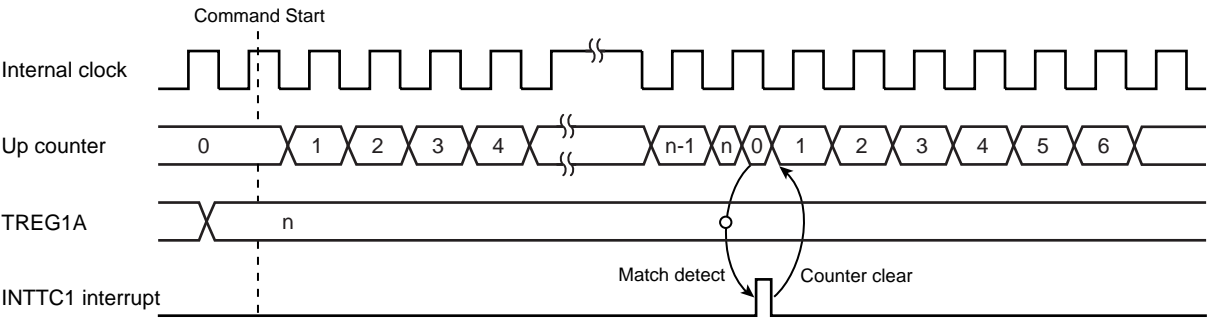 Command Start
Internal clock
Up counter 0 1 2 3 4 n-1 n 0 1 2 3 4 5 6
TREG1A n
Match detect Counter clear
INTTC1 interrupt